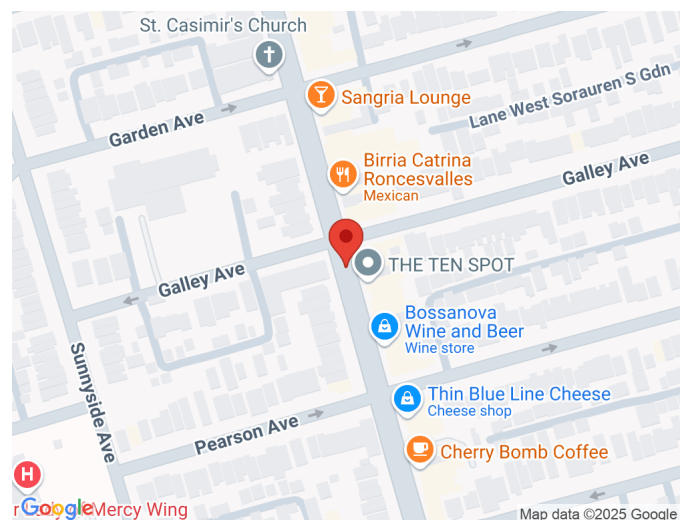 St. Casimir's Church
Sangria Lounge
Lane West Sorauren S Gdn
Garden Ave
Birria Catrina
Roncesvalles
Mexican
Galley Ave
THE TEN SPOT
Galley Ave
Bossanova
Wine and Beer
Wine store
Sunnyside Ave
Thin Blue Line Cheese
Cheese shop
Pearson Ave
Cherry Bomb Coffee
H
Mercy Wing
Google
Map data ©2025 Google